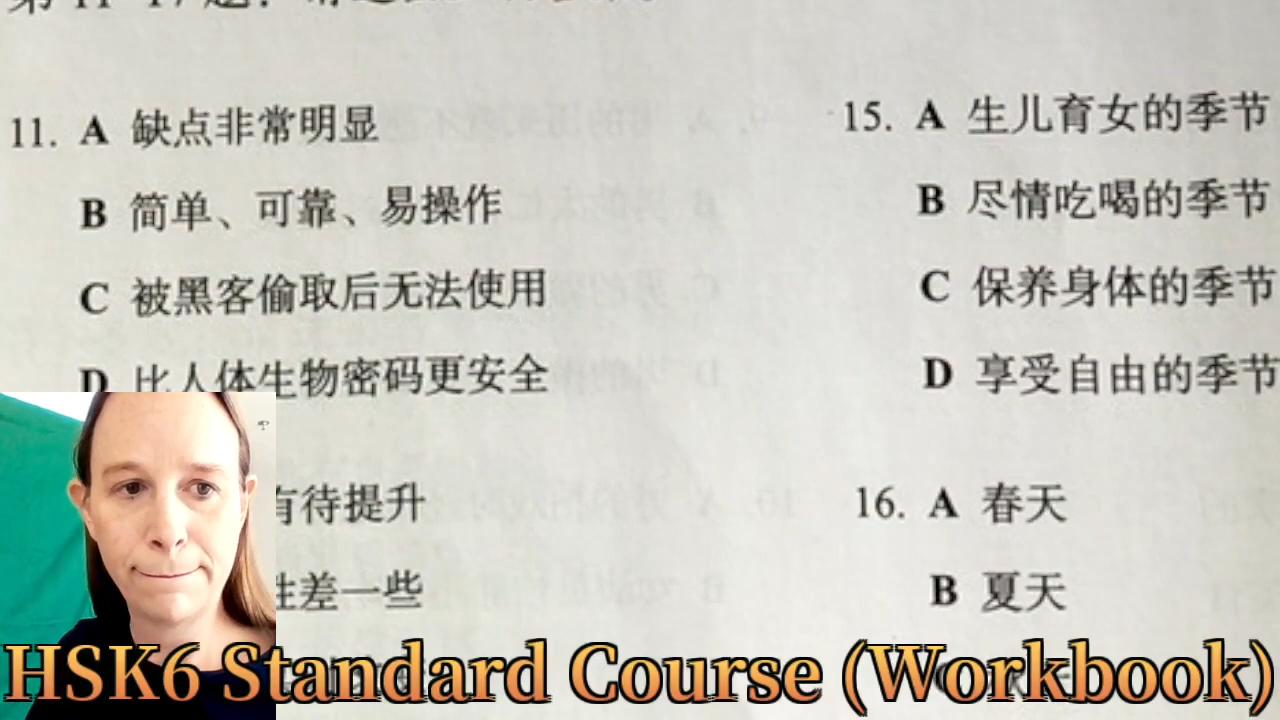 11. A 缺点非常明显
B 简单、可靠、易操作
C 被黑客偷取后无法使用
D 比人体生物密码更安全
有待提升
性差一些
15. A 生儿育女的季节
B 尽情吃喝的季节
C 保养身体的季节
D 享受自由的季节
16. A 春天
B 夏天
HSK6 Standard Course (Workbook)